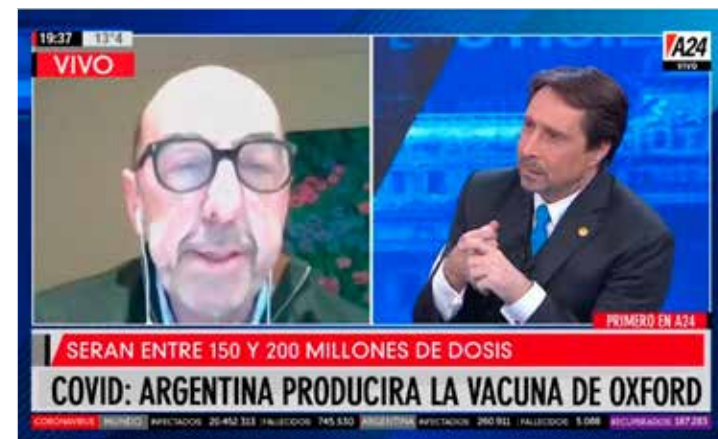 19:37 13°4
VIVO
A24
VIVO
PRIMERO EN A24
SERAN ENTRE 150 Y 200 MILLONES DE DOSIS
COVID: ARGENTINA PRODUCIRA LA VACUNA DE OXFORD
CORONAVIRUS MUNDO INFECTADOS 20.452.313 FALLECIDOS 745.530 ARGENTINA INFECTADOS 260.911 FALLECIDOS 5.088 RECUPERADOS 187.283